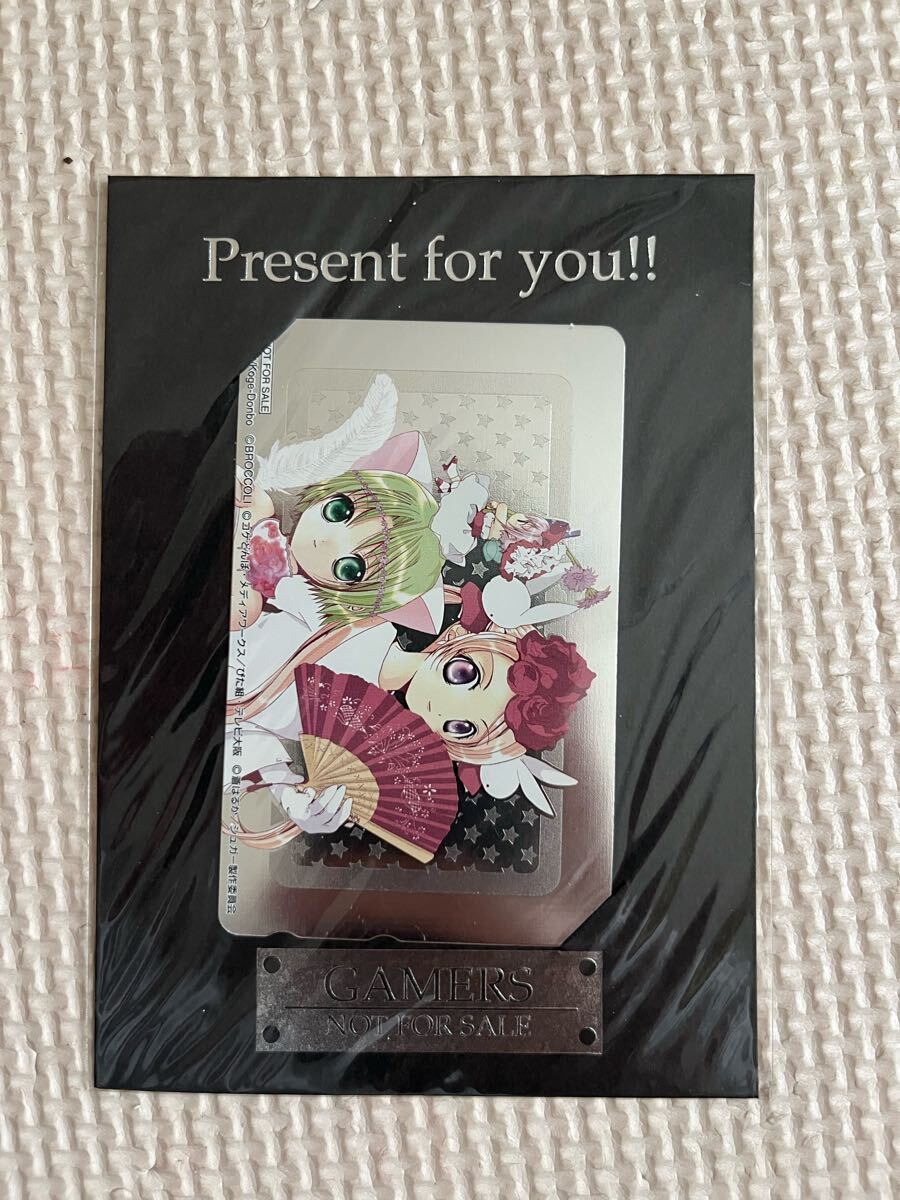 Present for you!!
NOT FOR SALE
/Koge-Donbo ©BROCCOLI ©コゲどんぼ・メディアワークス／ぴた組・テレビ大阪 ©蒼はるか／シュガー製作委員会
GAMERS
NOT FOR SALE